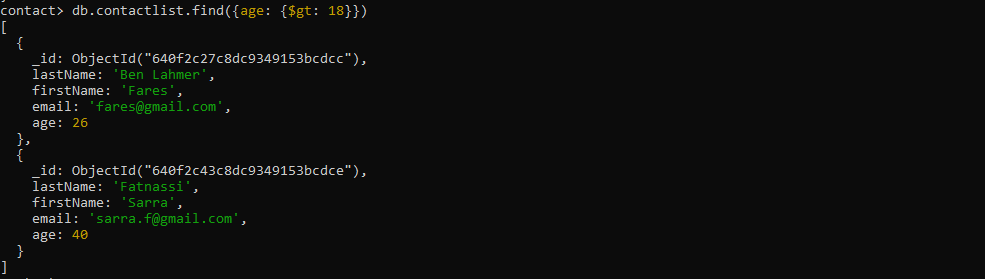 contact> db.contactlist.find({age: {$gt: 18}})
[
  {
    _id: ObjectId("640f2c27c8dc9349153bcdcc"),
    lastName: 'Ben Lahmer',
    firstName: 'Fares',
    email: 'fares@gmail.com',
    age: 26
  },
  {
    _id: ObjectId("640f2c43c8dc9349153bcdce"),
    lastName: 'Fatnassi',
    firstName: 'Sarra',
    email: 'sarra.f@gmail.com',
    age: 40
  }
]